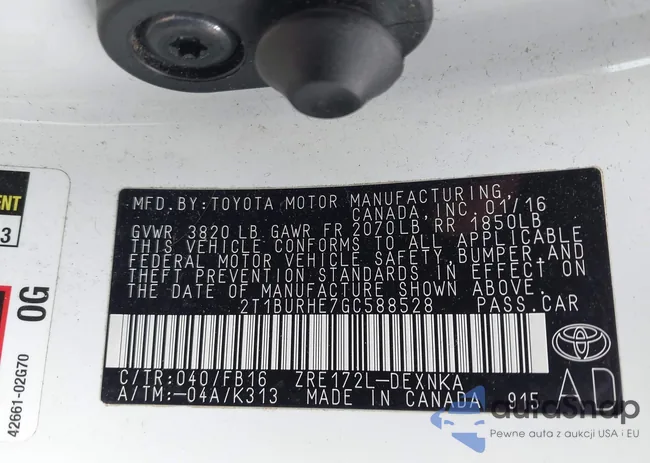 MFD.BY:TOYOTA MOTOR MANUFACTURING
CANADA, INC. 01/16
GVWR 3820 LB GAWR FR 2070LB RR 1850LB
THIS VEHICLE CONFORMS TO ALL APPLICABLE
FEDERAL MOTOR VEHICLE SAFETY, BUMPER, AND
THEFT PREVENTION STANDARDS IN EFFECT ON
THE DATE OF MANUFACTURE SHOWN ABOVE.
2T1BURHE7GC588528 PASS.CAR
C/TR:040/FB16 ZRE172L-DEXNKA
A/TM:-04A/K313 MADE IN CANADA 915
AD
3
OG
42661-02G70
autoSnap
Pewne auta z aukcji USA i EU